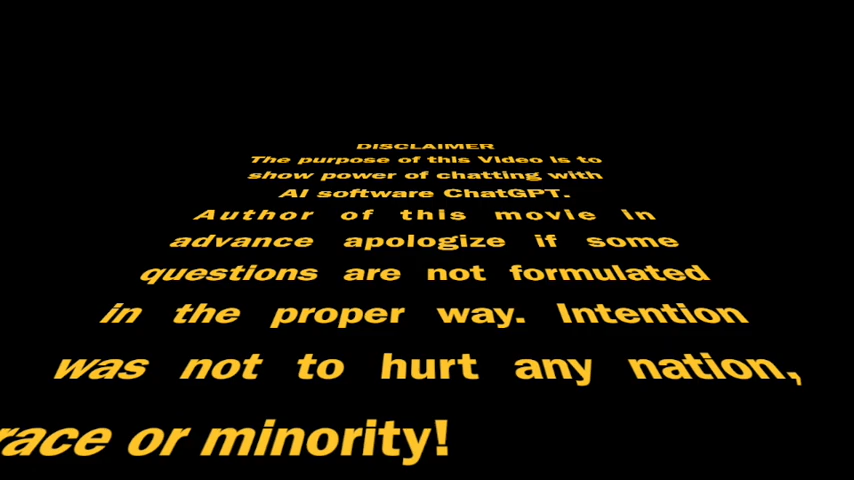 DISCLAIMER
The purpose of this Video is to
show power of chatting with
AI software ChatGPT.
Author of this movie in
advance apologize if some
questions are not formulated
in the proper way. Intention
was not to hurt any nation,
race or minority!